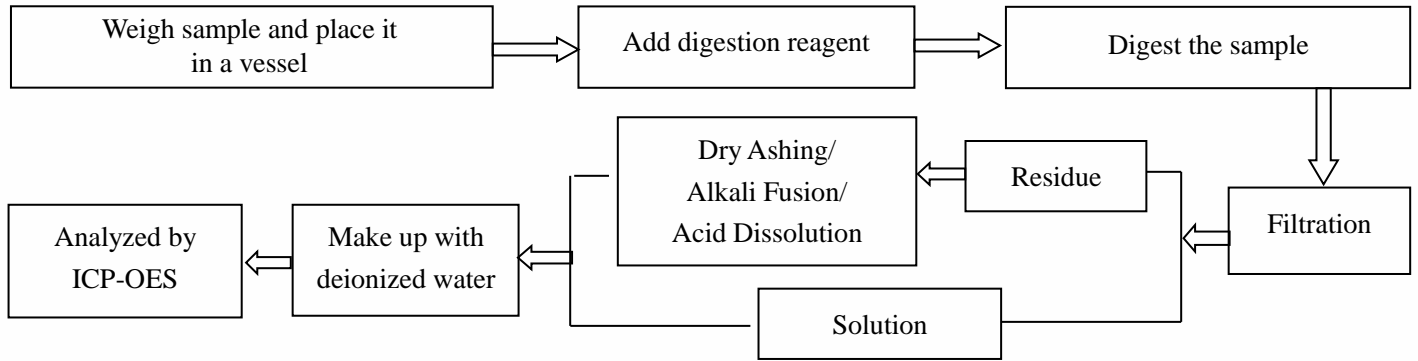 Weigh sample and place it
in a vessel
Add digestion reagent
Digest the sample
Filtration
Residue
Dry Ashing/
Alkali Fusion/
Acid Dissolution
Solution
Make up with
deionized water
Analyzed by
ICP-OES